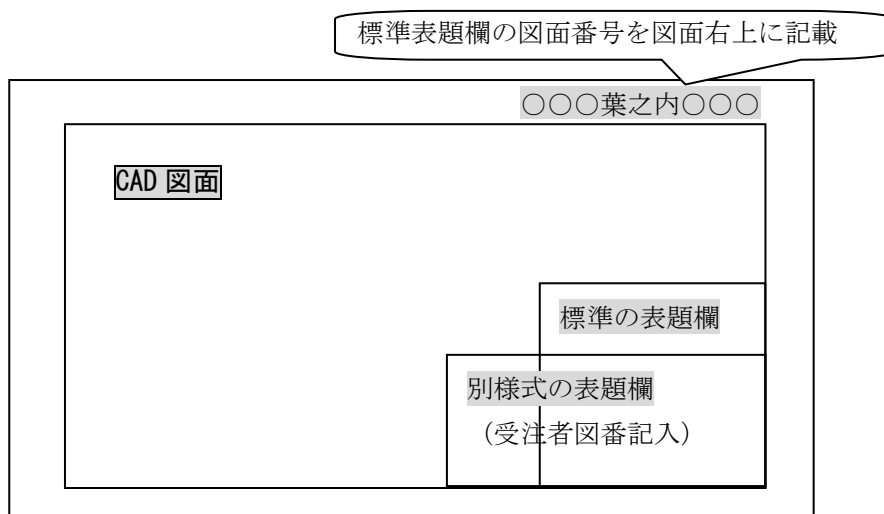 標準表題欄の図面番号を図面右上に記載
○○○葉之内○○○
CAD 図面
標準の表題欄
別様式の表題欄
（受注者図番記入）